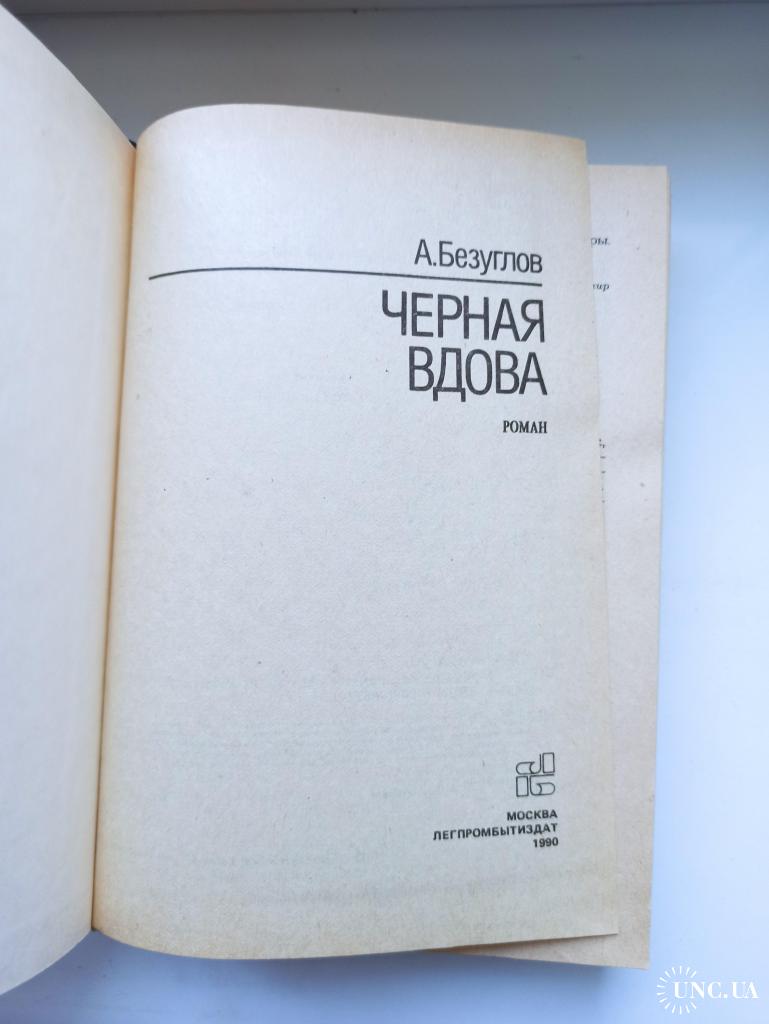 А.Безуглов
ЧЕРНАЯ
ВДОВА
РОМАН
МОСКВА
ЛЕГПРОМБЫТИЗДАТ
1990
UNC.UA